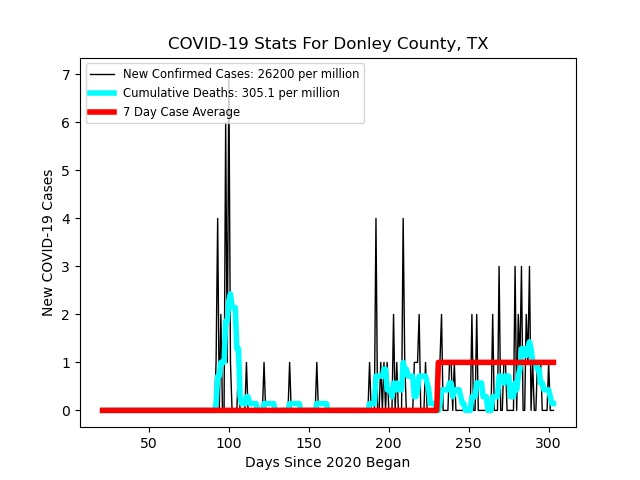 COVID-19 Stats For Donley County, TX
New Confirmed Cases: 26200 per million
Cumulative Deaths: 305.1 per million
7 Day Case Average
New COVID-19 Cases
7
6
5
4
3
2
1
0
50 100 150 200 250 300
Days Since 2020 Began